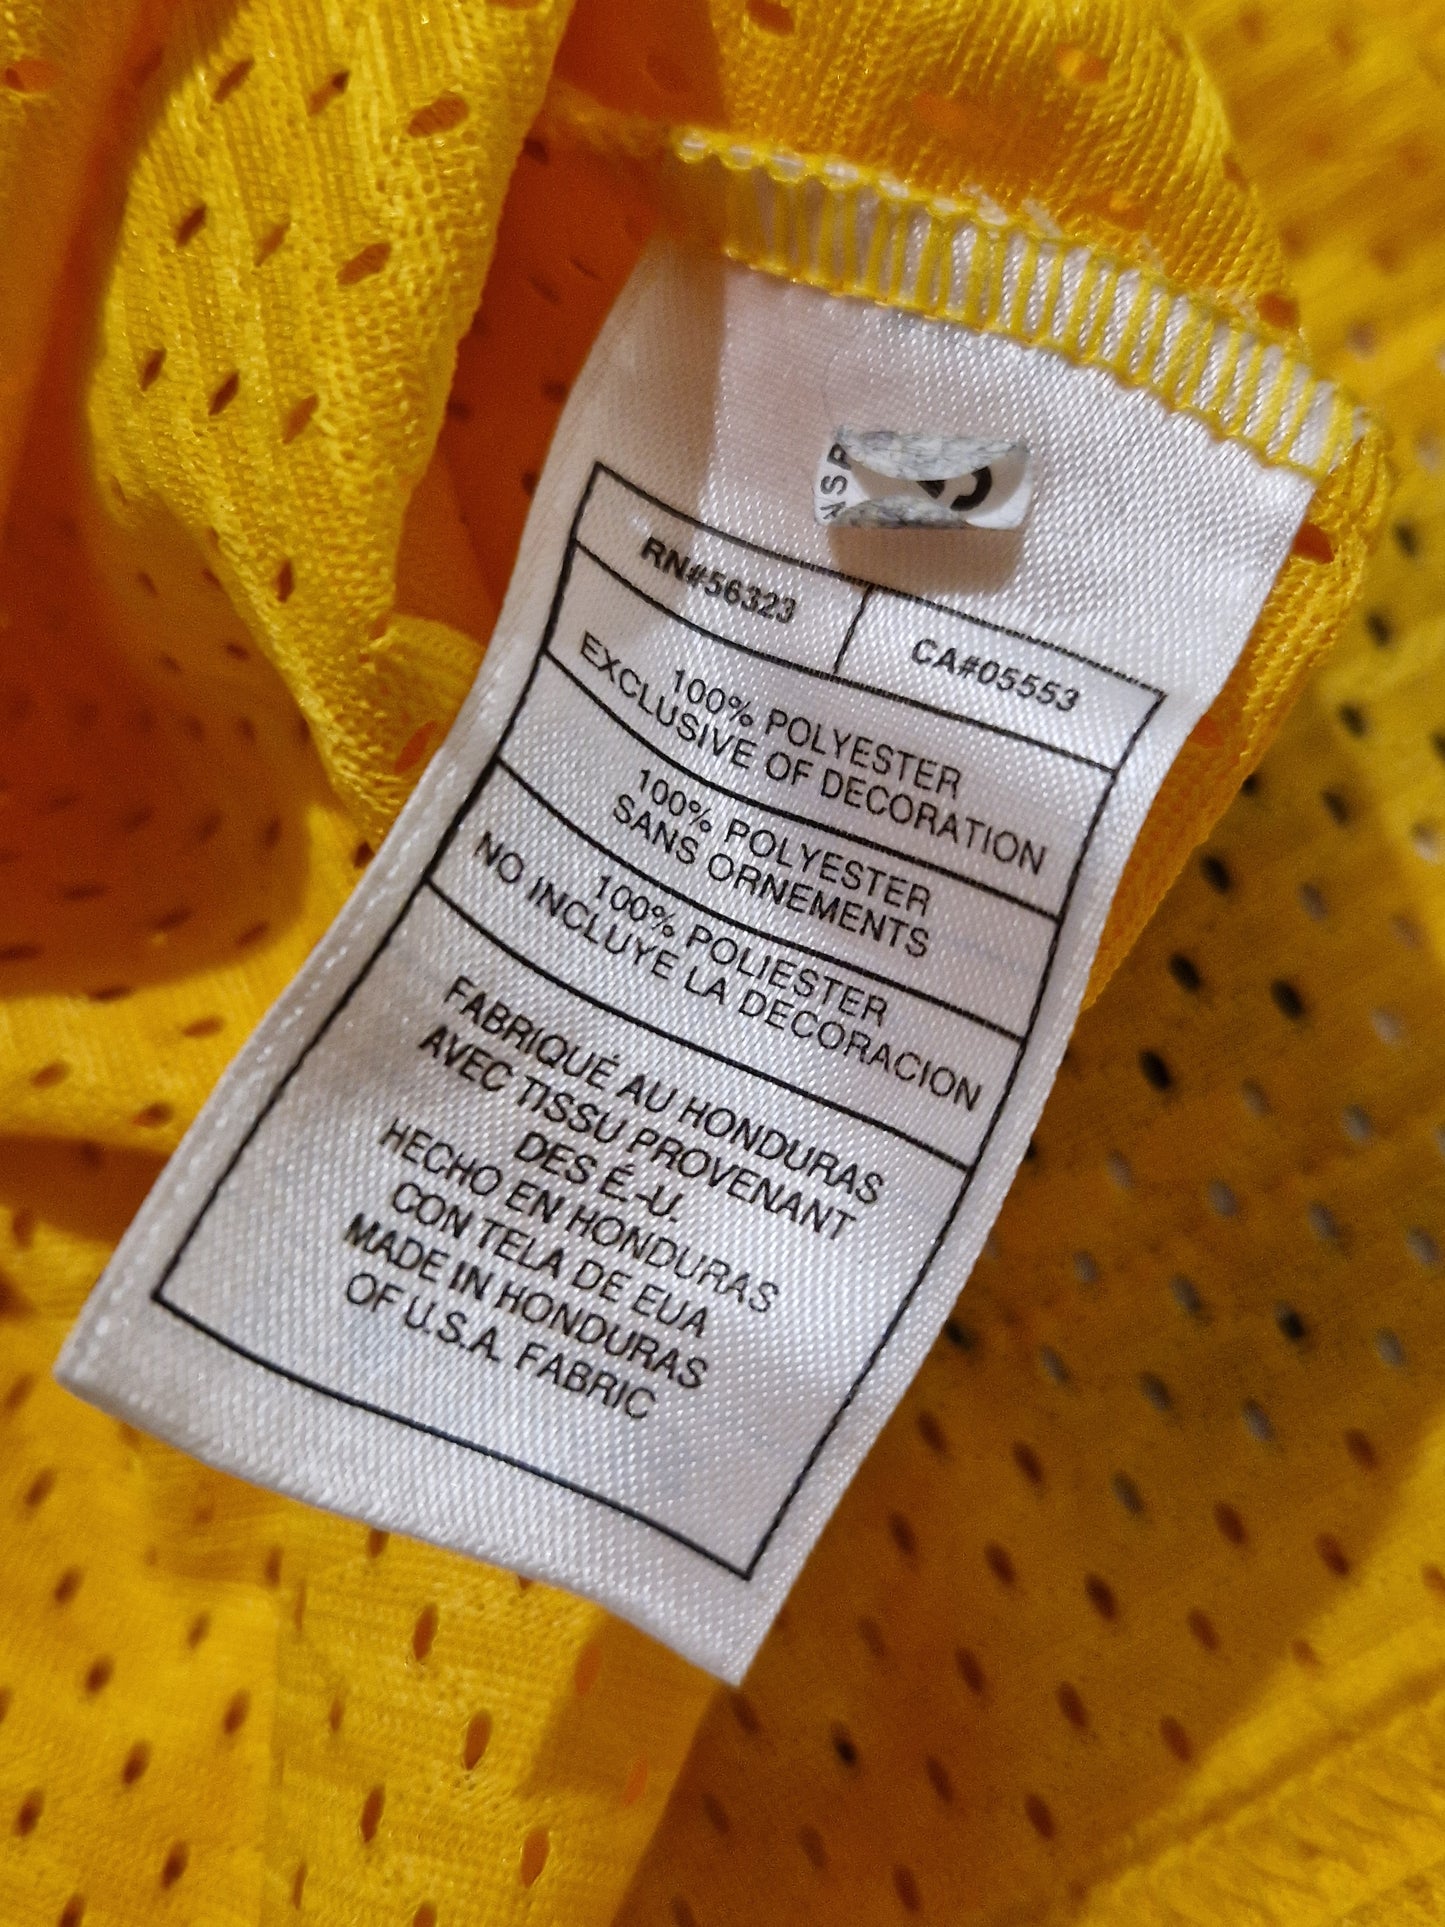 RN#56323
CA#05553
100% POLYESTER
EXCLUSIVE OF DECORATION
100% POLYESTER
SANS ORNEMENTS
100% POLIESTER
NO INCLUYE LA DECORACION
FABRIQUÉ AU HONDURAS
AVEC TISSU PROVENANT
DES É.-U.
HECHO EN HONDURAS
CON TELA DE EUA
MADE IN HONDURAS
OF U.S.A. FABRIC